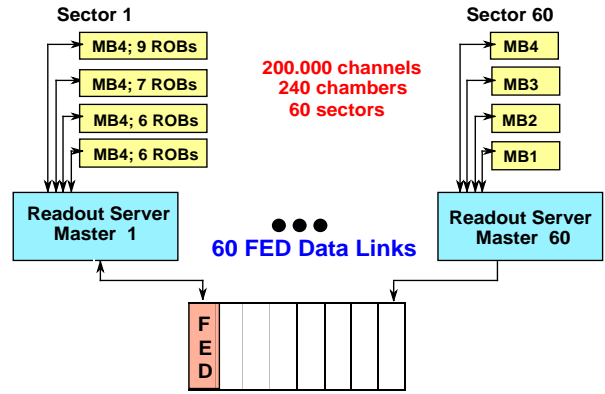 Sector 1
MB4; 9 ROBs
MB4; 7 ROBs
MB4; 6 ROBs
MB4; 6 ROBs
Readout Server
Master 1
200.000 channels
240 chambers
60 sectors
60 FED Data Links
Sector 60
MB4
MB3
MB2
MB1
Readout Server
Master 60
F
E
D